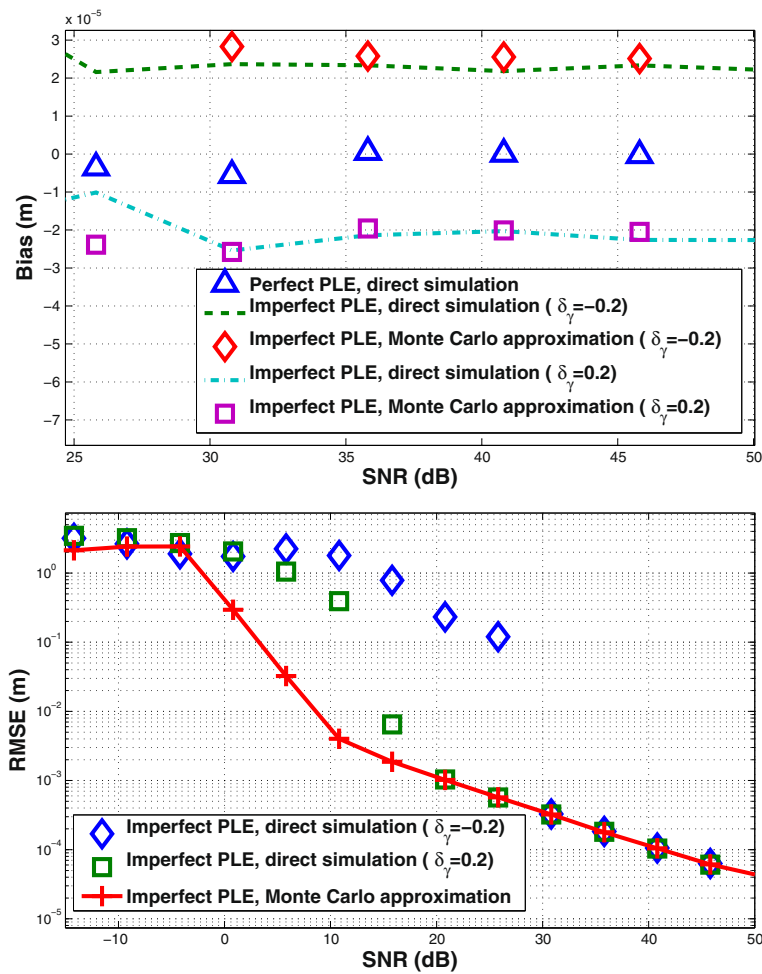 x 10⁻⁵
3
2
1
0
−1
−2
−3
−4
−5
−6
−7
Bias (m)
Perfect PLE, direct simulation
Imperfect PLE, direct simulation ( δγ=−0.2)
Imperfect PLE, Monte Carlo approximation ( δγ=−0.2)
Imperfect PLE, direct simulation ( δγ=0.2)
Imperfect PLE, Monte Carlo approximation ( δγ=0.2)
25 30 35 40 45 50
SNR (dB)
10⁰
10⁻¹
10⁻²
10⁻³
10⁻⁴
10⁻⁵
RMSE (m)
Imperfect PLE, direct simulation ( δγ=−0.2)
Imperfect PLE, direct simulation ( δγ=0.2)
Imperfect PLE, Monte Carlo approximation
−10 0 10 20 30 40 50
SNR (dB)